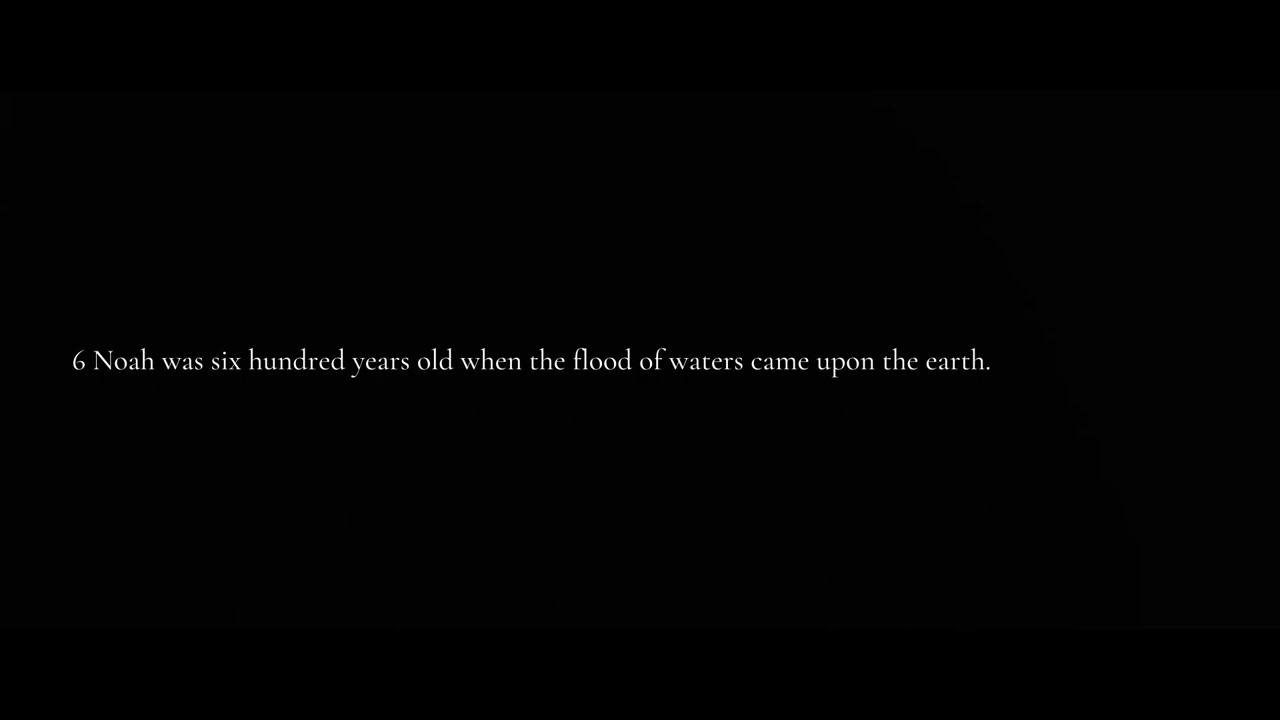 6 Noah was six hundred years old when the flood of waters came upon the earth.